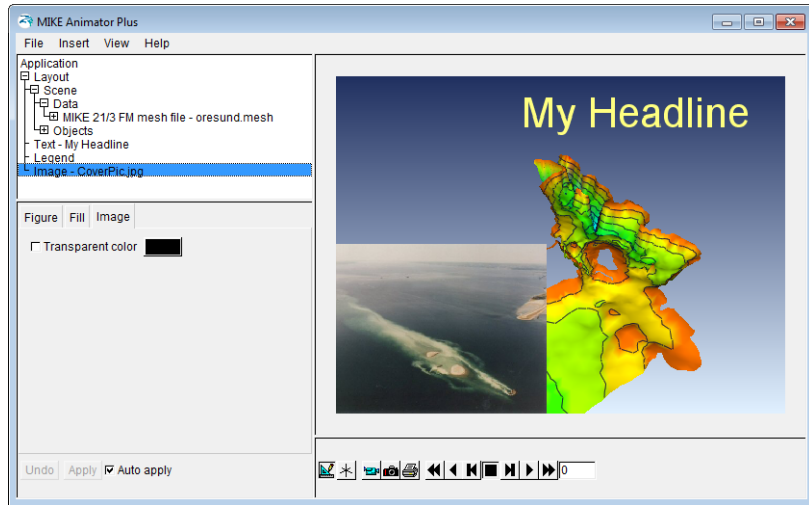 MIKE Animator Plus
File Insert View Help
Application
Layout
Scene
Data
MIKE 21/3 FM mesh file - oresund.mesh
Objects
Text - My Headline
Legend
Image - CoverPic.jpg
My Headline
Figure Fill Image
Transparent color
Undo Apply Auto apply
0